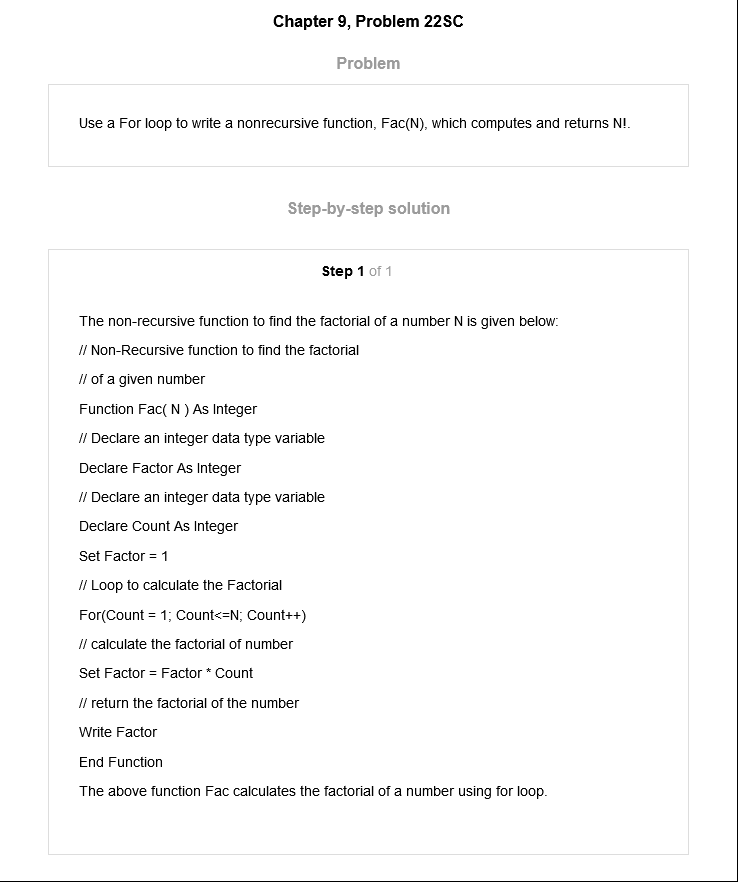 Chapter 9, Problem 22SC
Problem
Use a For loop to write a nonrecursive function, Fac(N), which computes and returns N!.
Step-by-step solution
Step 1 of 1
The non-recursive function to find the factorial of a number N is given below:
// Non-Recursive function to find the factorial
// of a given number
Function Fac( N ) As Integer
// Declare an integer data type variable
Declare Factor As Integer
// Declare an integer data type variable
Declare Count As Integer
Set Factor = 1
// Loop to calculate the Factorial
For(Count = 1; Count<=N; Count++)
// calculate the factorial of number
Set Factor = Factor * Count
// return the factorial of the number
Write Factor
End Function
The above function Fac calculates the factorial of a number using for loop.